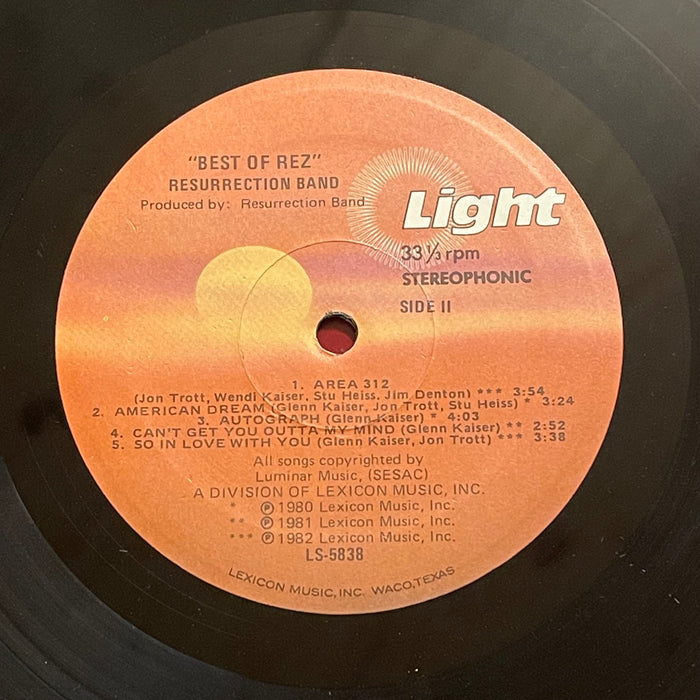 "BEST OF REZ"
RESURRECTION BAND
Produced by: Resurrection Band
Light
33 1/3 rpm
STEREOPHONIC
SIDE II
1. AREA 312
(Jon Trott, Wendi Kaiser, Stu Heiss, Jim Denton) *** 3:54
2. AMERICAN DREAM (Glenn Kaiser, Jon Trott, Stu Heiss) * 3:24
3. AUTOGRAPH (Glenn Kaiser) * 4:03
4. CAN'T GET YOU OUTTA MY MIND (Glenn Kaiser) ** 2:52
5. SO IN LOVE WITH YOU (Glenn Kaiser, Jon Trott) *** 3:38
All songs copyrighted by
Luminar Music, (SESAC)
A DIVISION OF LEXICON MUSIC, INC.
* ℗ 1980 Lexicon Music, Inc.
** ℗ 1981 Lexicon Music, Inc.
*** ℗ 1982 Lexicon Music, Inc.
LS-5838
LEXICON MUSIC, INC. WACO, TEXAS